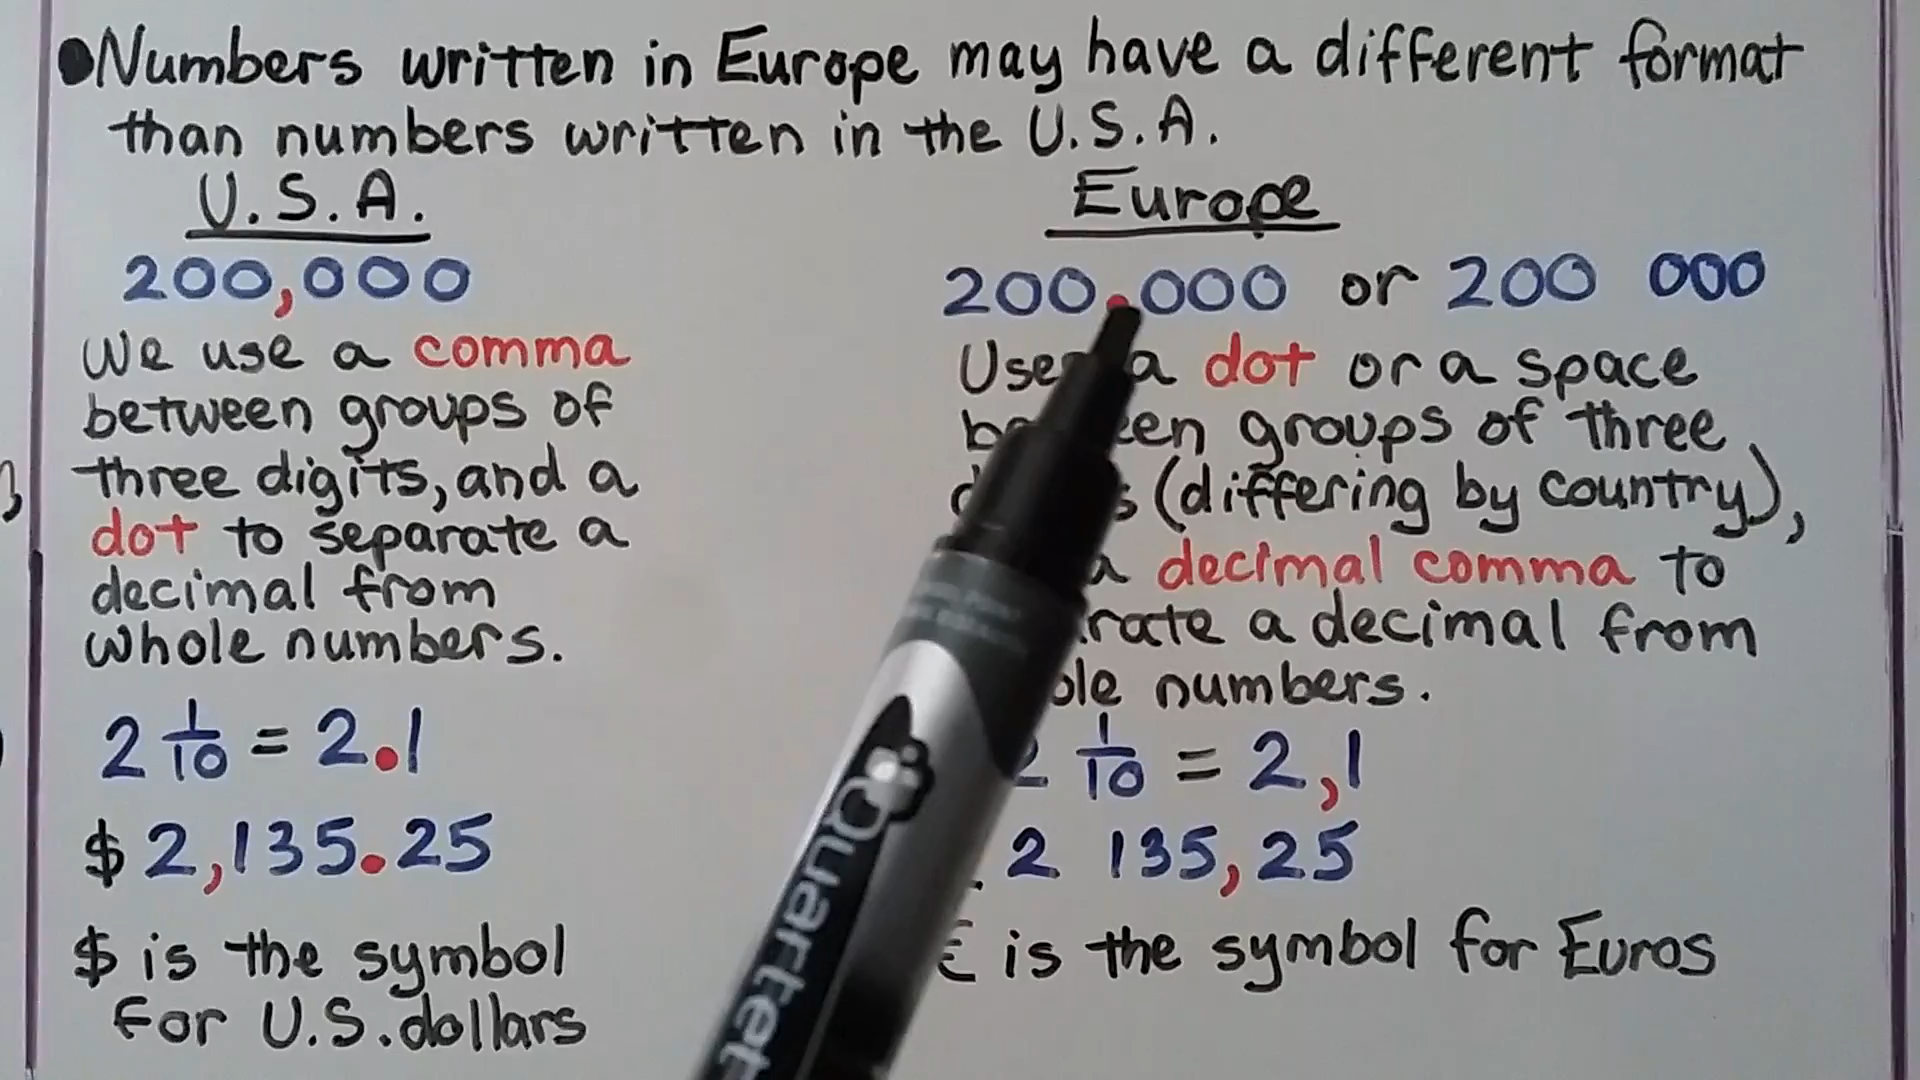 Numbers written in Europe may have a different format
than numbers written in the U.S.A.
U.S.A.
200,000
We use a comma
between groups of
three digits, and a
dot to separate a
decimal from
whole numbers.
2 1/10 = 2.1
$2,135.25
$ is the symbol
for U.S. dollars
Europe
200.000 or 200 000
a dot or a space
groups of three
(differing by country),
decimal comma to
a decimal from
numbers.
2 1/10 = 2,1
2 135,25
€ is the symbol for Euros
Quartet